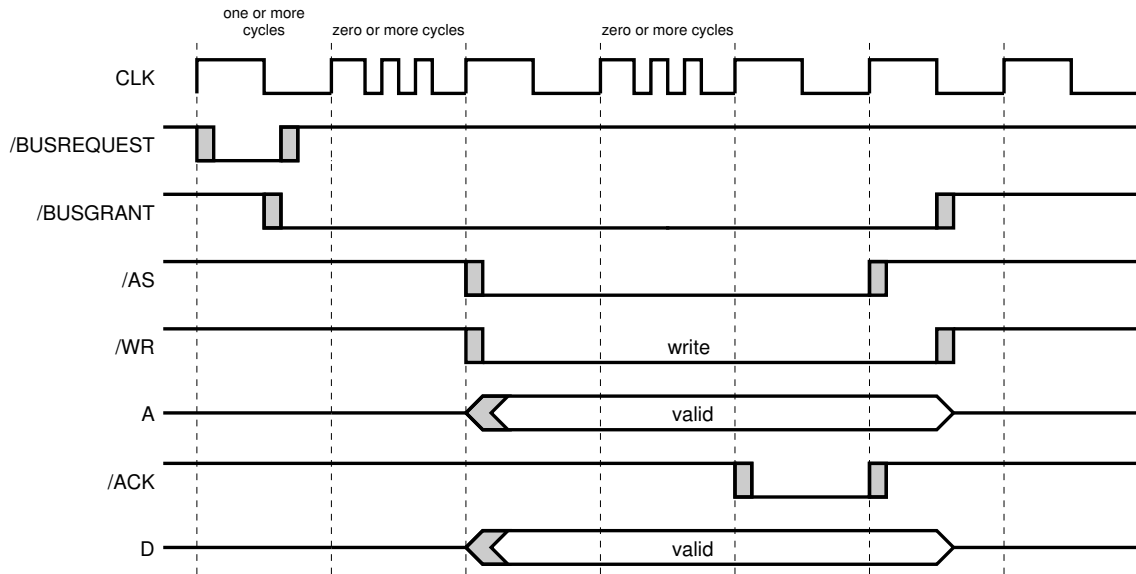 one or more
cycles
zero or more cycles
zero or more cycles
CLK
/BUSREQUEST
/BUSGRANT
/AS
/WR
write
A
valid
/ACK
D
valid